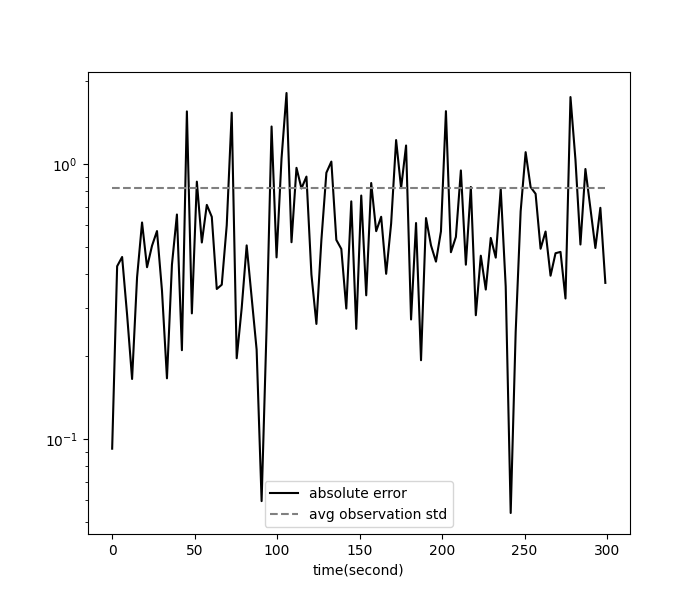 10⁰
10⁻¹
absolute error
avg observation std
0 50 100 150 200 250 300
time(second)